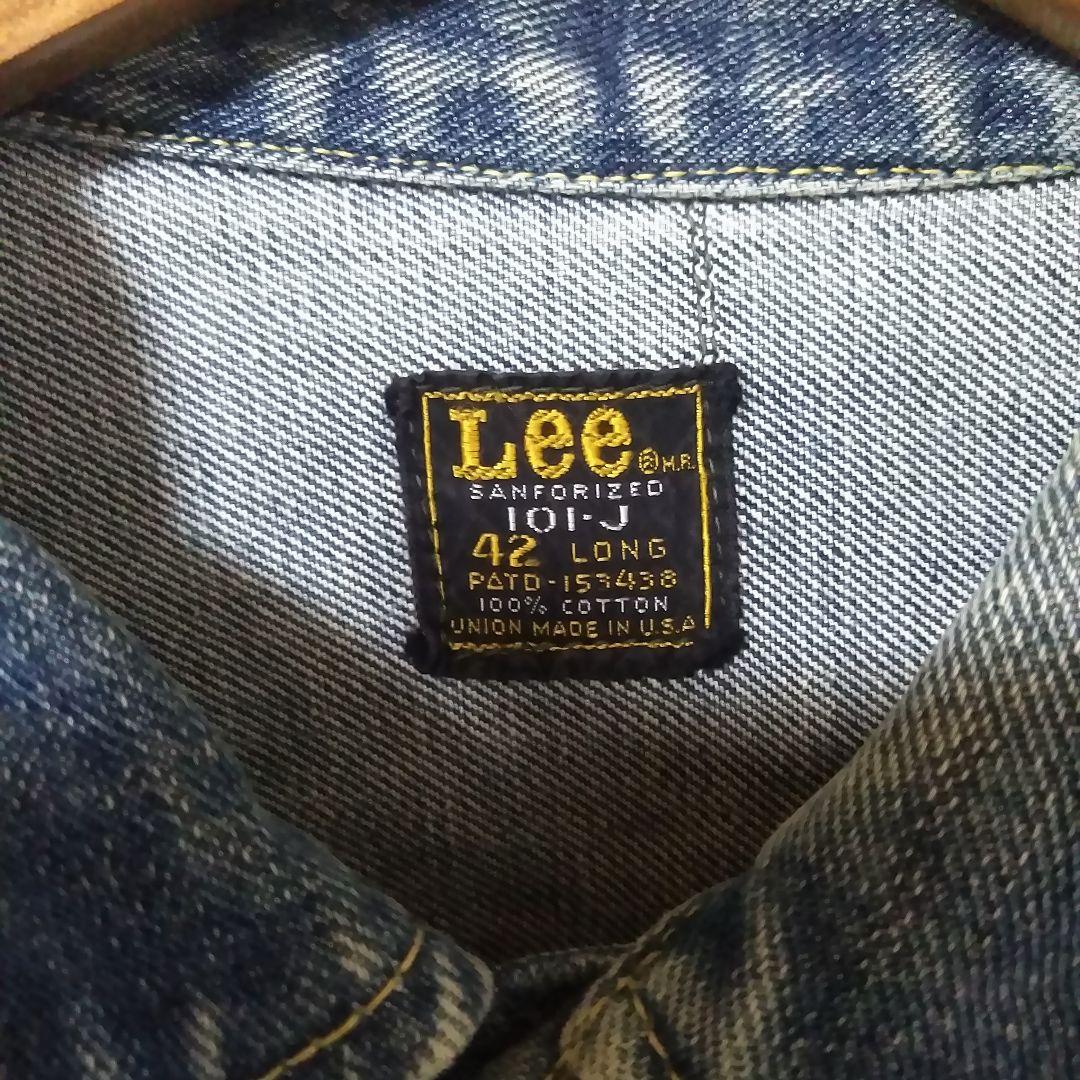 Lee ® M.R.
SANFORIZED
101-J
42 LONG
PATD-153438
100% COTTON
UNION MADE IN U.S.A